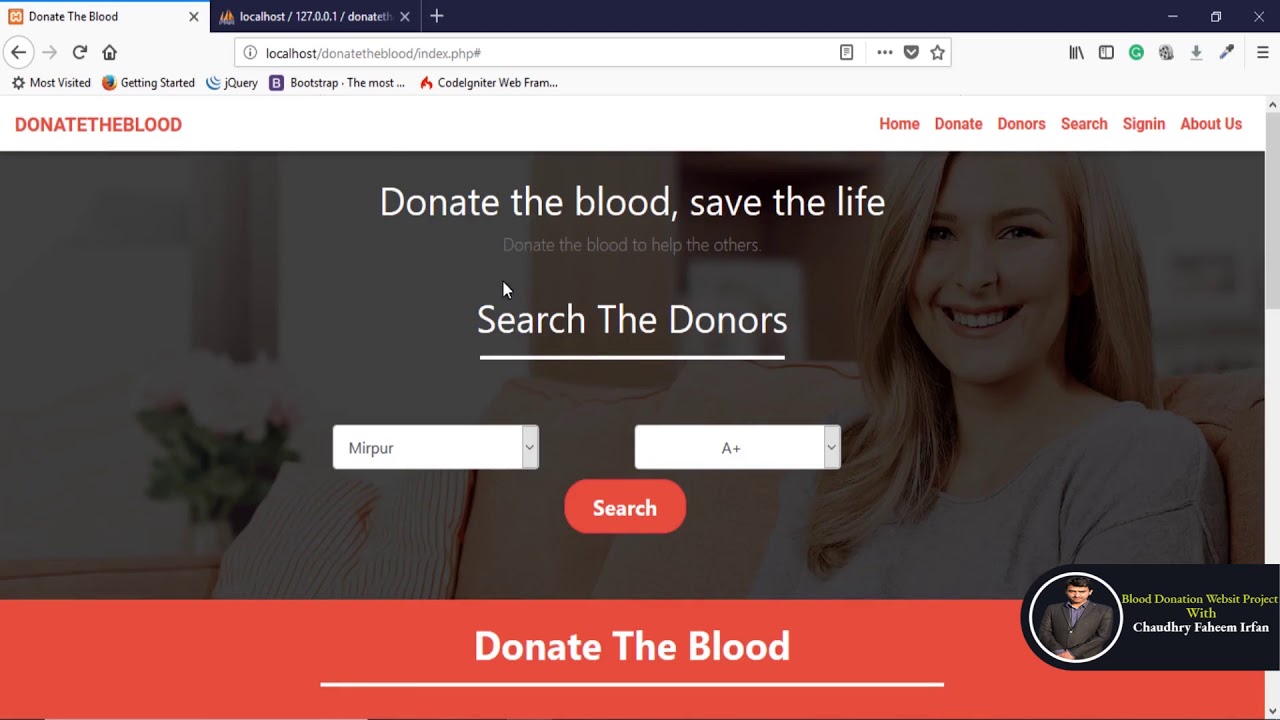 Donate The Blood
localhost / 127.0.0.1 / donateth
localhost/donatetheblood/index.php#
Most Visited
Getting Started
jQuery
B
Bootstrap · The most ...
CodeIgniter Web Fram...
DONATETHEBLOOD
Home
Donate
Donors
Search
Signin
About Us
Donate the blood, save the life
Donate the blood to help the others.
Search The Donors
Mirpur
A+
Search
Blood Donation Websit Project
With
Chaudhry Faheem Irfan
Donate The Blood